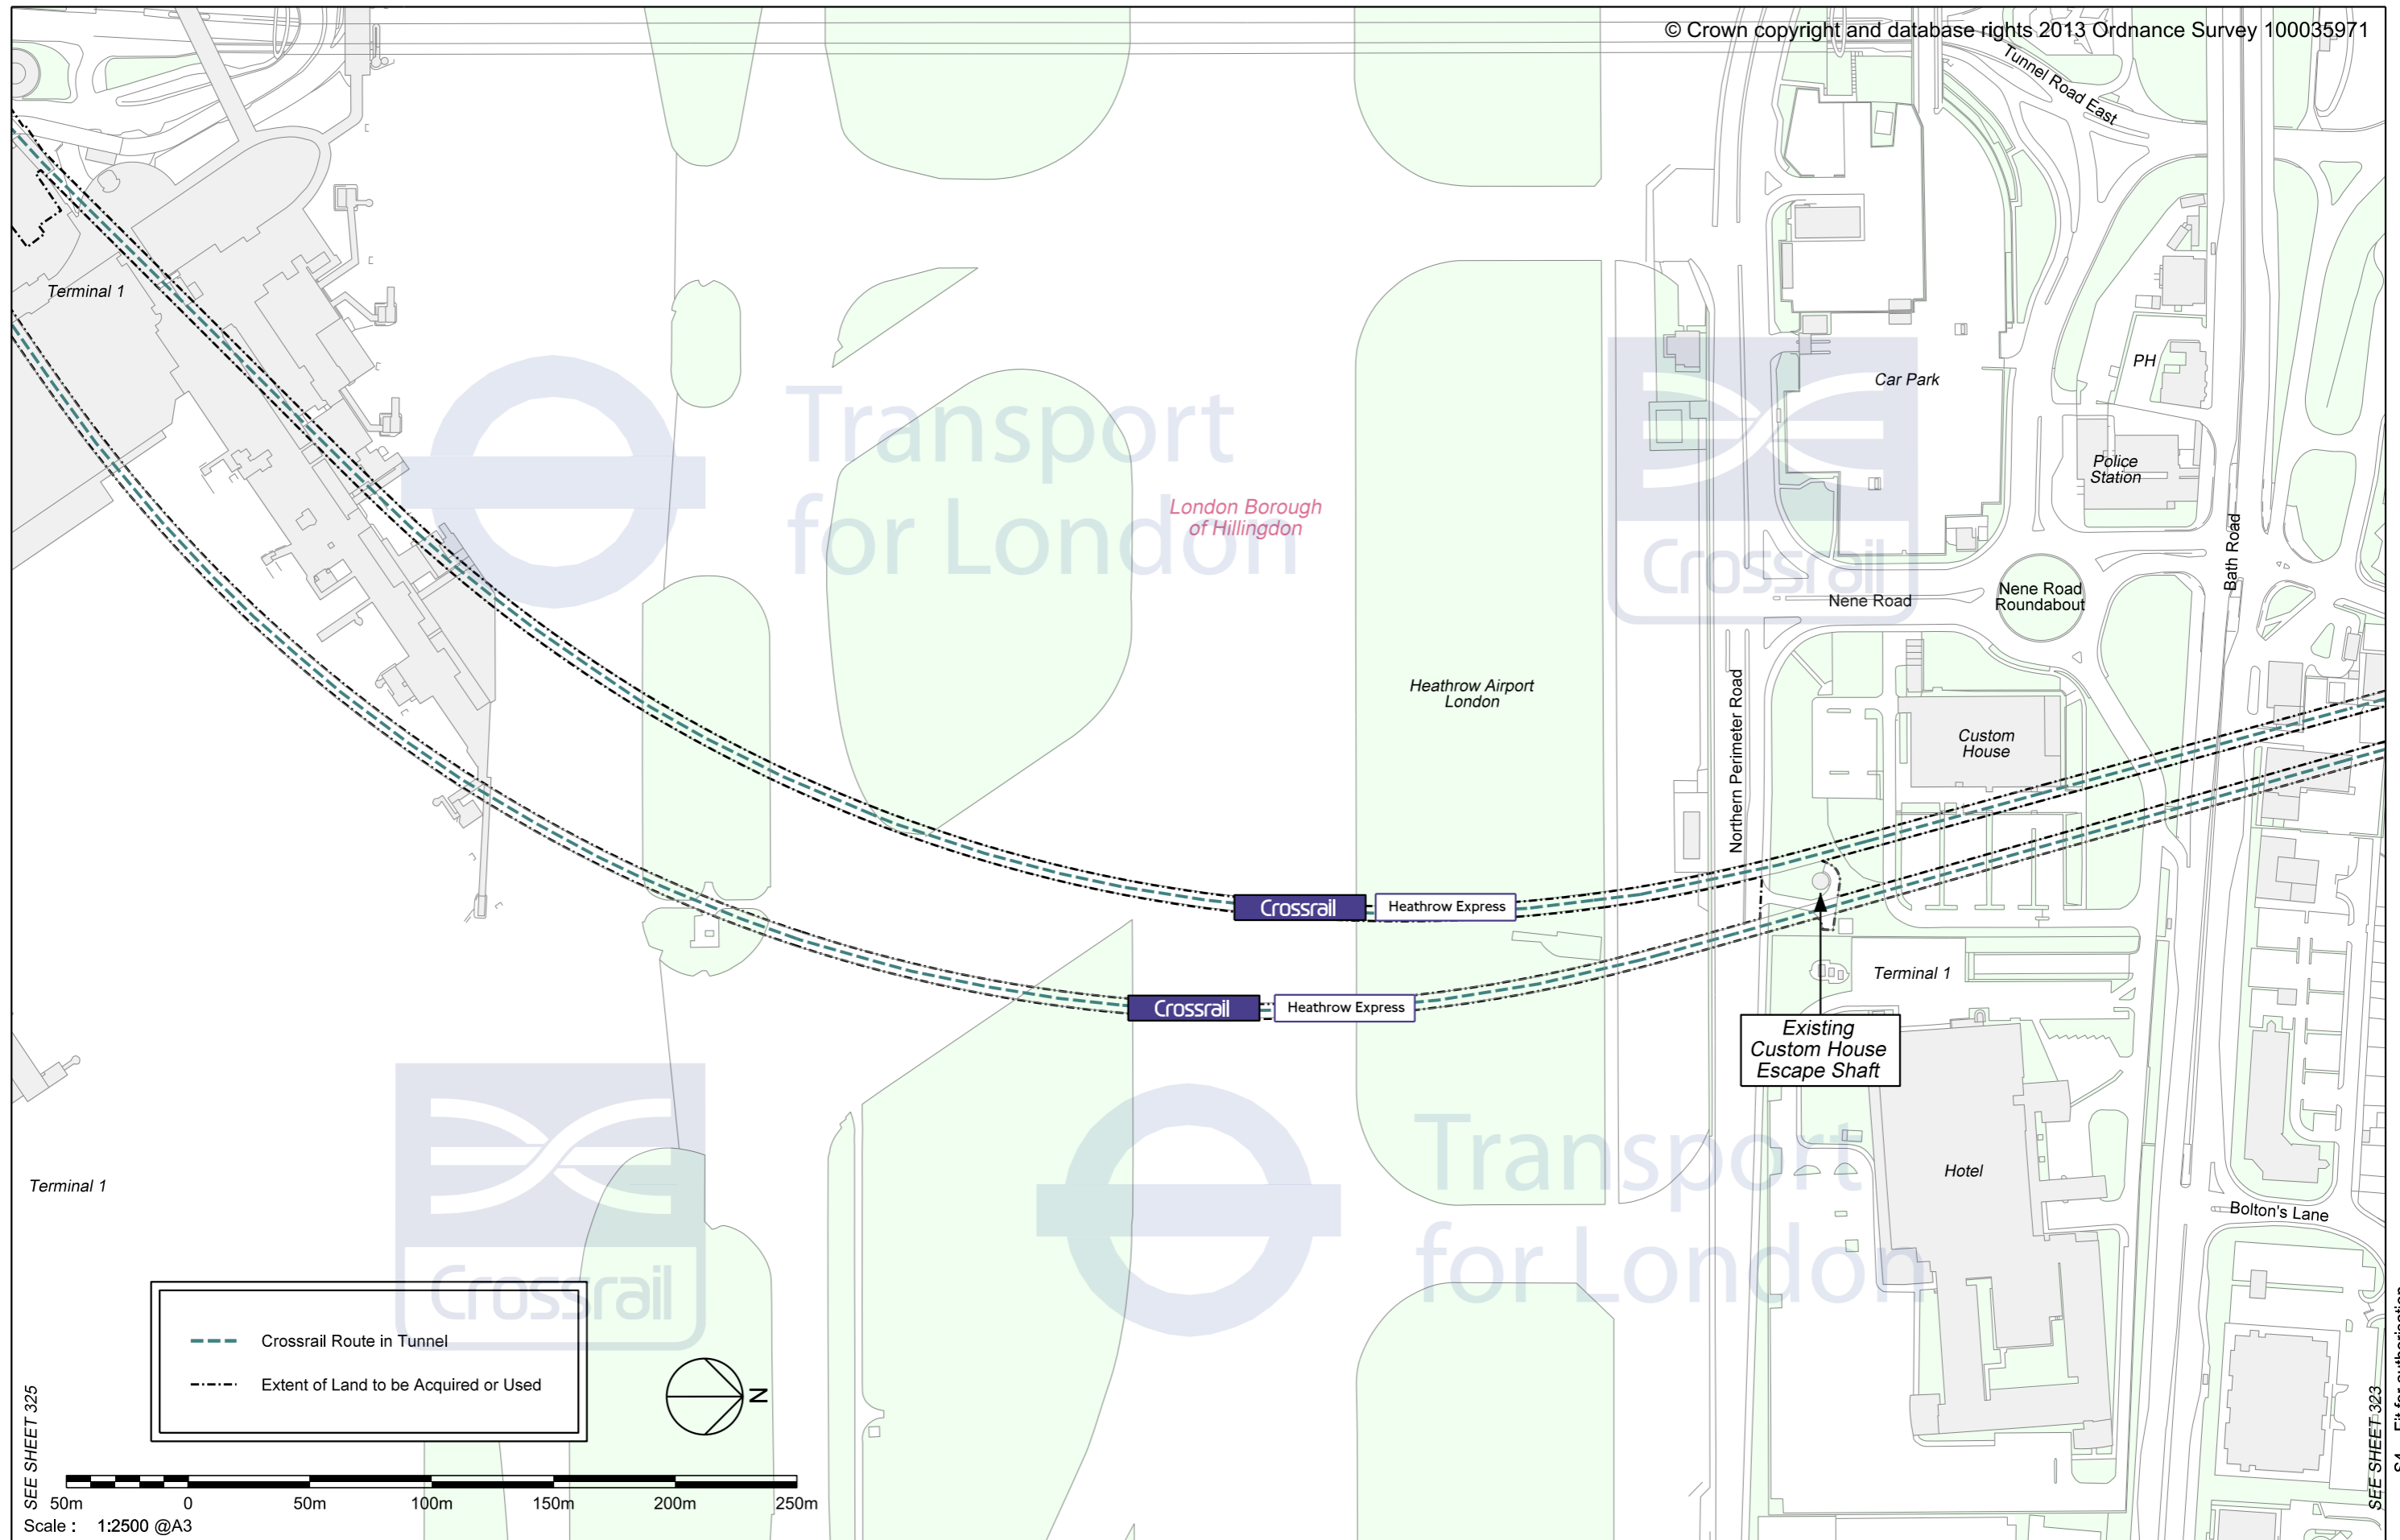 © Crown copyright and database rights 2013 Ordnance Survey 100035971
Tunnel Road East
Terminal 1
Transport
for London
London Borough
of Hillingdon
Crossrail
Car Park
PH
Police
Station
Bath Road
Nene Road
Nene Road
Roundabout
Heathrow Airport
London
Northern Perimeter Road
Custom
House
Crossrail
Heathrow Express
Crossrail
Heathrow Express
Terminal 1
Existing
Custom House
Escape Shaft
Hotel
Bolton's Lane
Terminal 1
Crossrail
Transport
for London
Crossrail Route in Tunnel
Extent of Land to be Acquired or Used
N
SEE SHEET 325
SEE SHEET 323
50m 0 50m 100m 150m 200m 250m
Scale : 1:2500 @A3